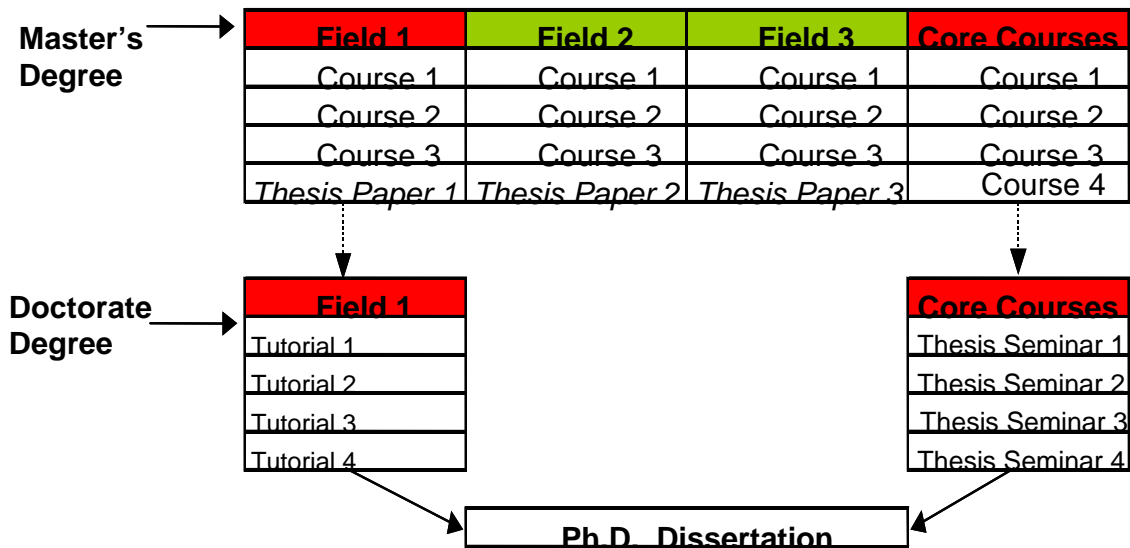 Master's
Degree
Field 1 Field 2 Field 3 Core Courses
Course 1 Course 1 Course 1 Course 1
Course 2 Course 2 Course 2 Course 2
Course 3 Course 3 Course 3 Course 3
Thesis Paper 1 Thesis Paper 2 Thesis Paper 3 Course 4
Doctorate
Degree
Field 1 Core Courses
Tutorial 1 Thesis Seminar 1
Tutorial 2 Thesis Seminar 2
Tutorial 3 Thesis Seminar 3
Tutorial 4 Thesis Seminar 4
Ph.D. Dissertation